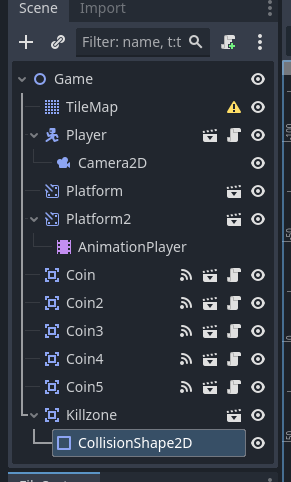 Scene Import
Filter: name, t:t
Game
TileMap
Player
Camera2D
Platform
Platform2
AnimationPlayer
Coin
Coin2
Coin3
Coin4
Coin5
Killzone
CollisionShape2D